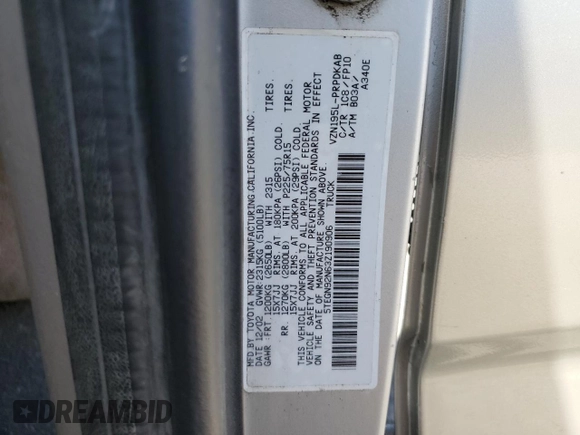 MFD BY TOYOTA MOTOR MANUFACTURING, CALIFORNIA, INC.
DATE 12/02 GVWR: 2315KG (5100LB)
GAWR FRT 1200KG (2650LB) WITH 2315 TIRES.
15X7JJ RIMS. AT 180KPA (26PSI) COLD.
RR 1270KG (2800LB) WITH P225/75R15 TIRES.
15X7JJ RIMS. AT 200KPA (29PSI) COLD.
THIS VEHICLE CONFORMS TO ALL APPLICABLE FEDERAL MOTOR
VEHICLE SAFETY AND THEFT PREVENTION STANDARDS IN EFFECT
ON THE DATE OF MANUFACTURE SHOWN ABOVE.
5TEGN92N63Z190906 TRUCK
VZN195L-PRPDKAB
C/TR 1C8/FP10
A/TM B03A/
A340E
DREAMBID